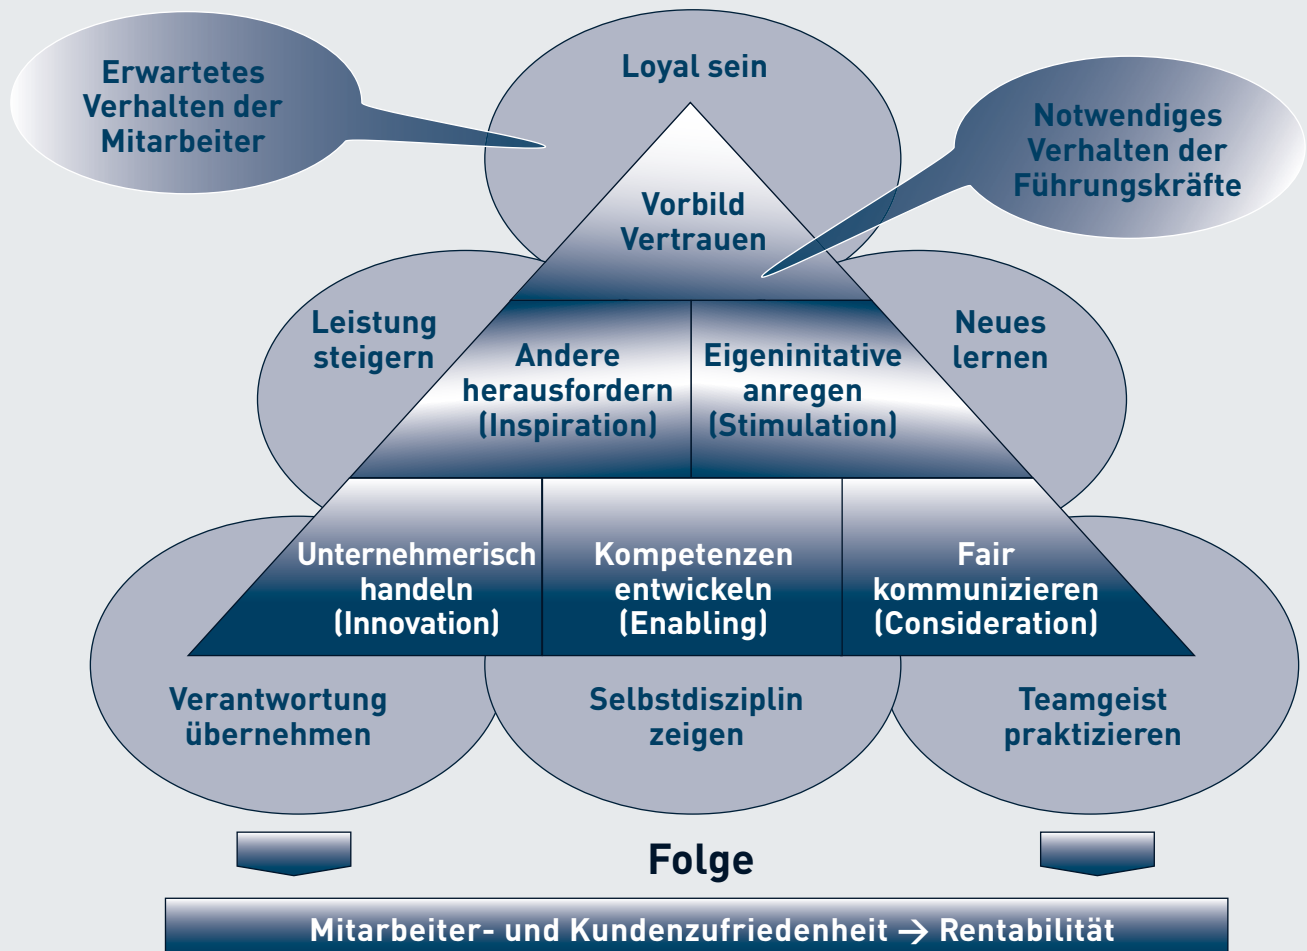 Erwartetes
Verhalten der
Mitarbeiter
Loyal sein
Notwendiges
Verhalten der
Führungskräfte
Vorbild
Vertrauen
Leistung
steigern
Neues
lernen
Andere
herausfordern
(Inspiration)
Eigeninitative
anregen
(Stimulation)
Unternehmerisch
handeln
(Innovation)
Kompetenzen
entwickeln
(Enabling)
Fair
kommunizieren
(Consideration)
Verantwortung
übernehmen
Selbstdisziplin
zeigen
Teamgeist
praktizieren
Folge
Mitarbeiter- und Kundenzufriedenheit → Rentabilität